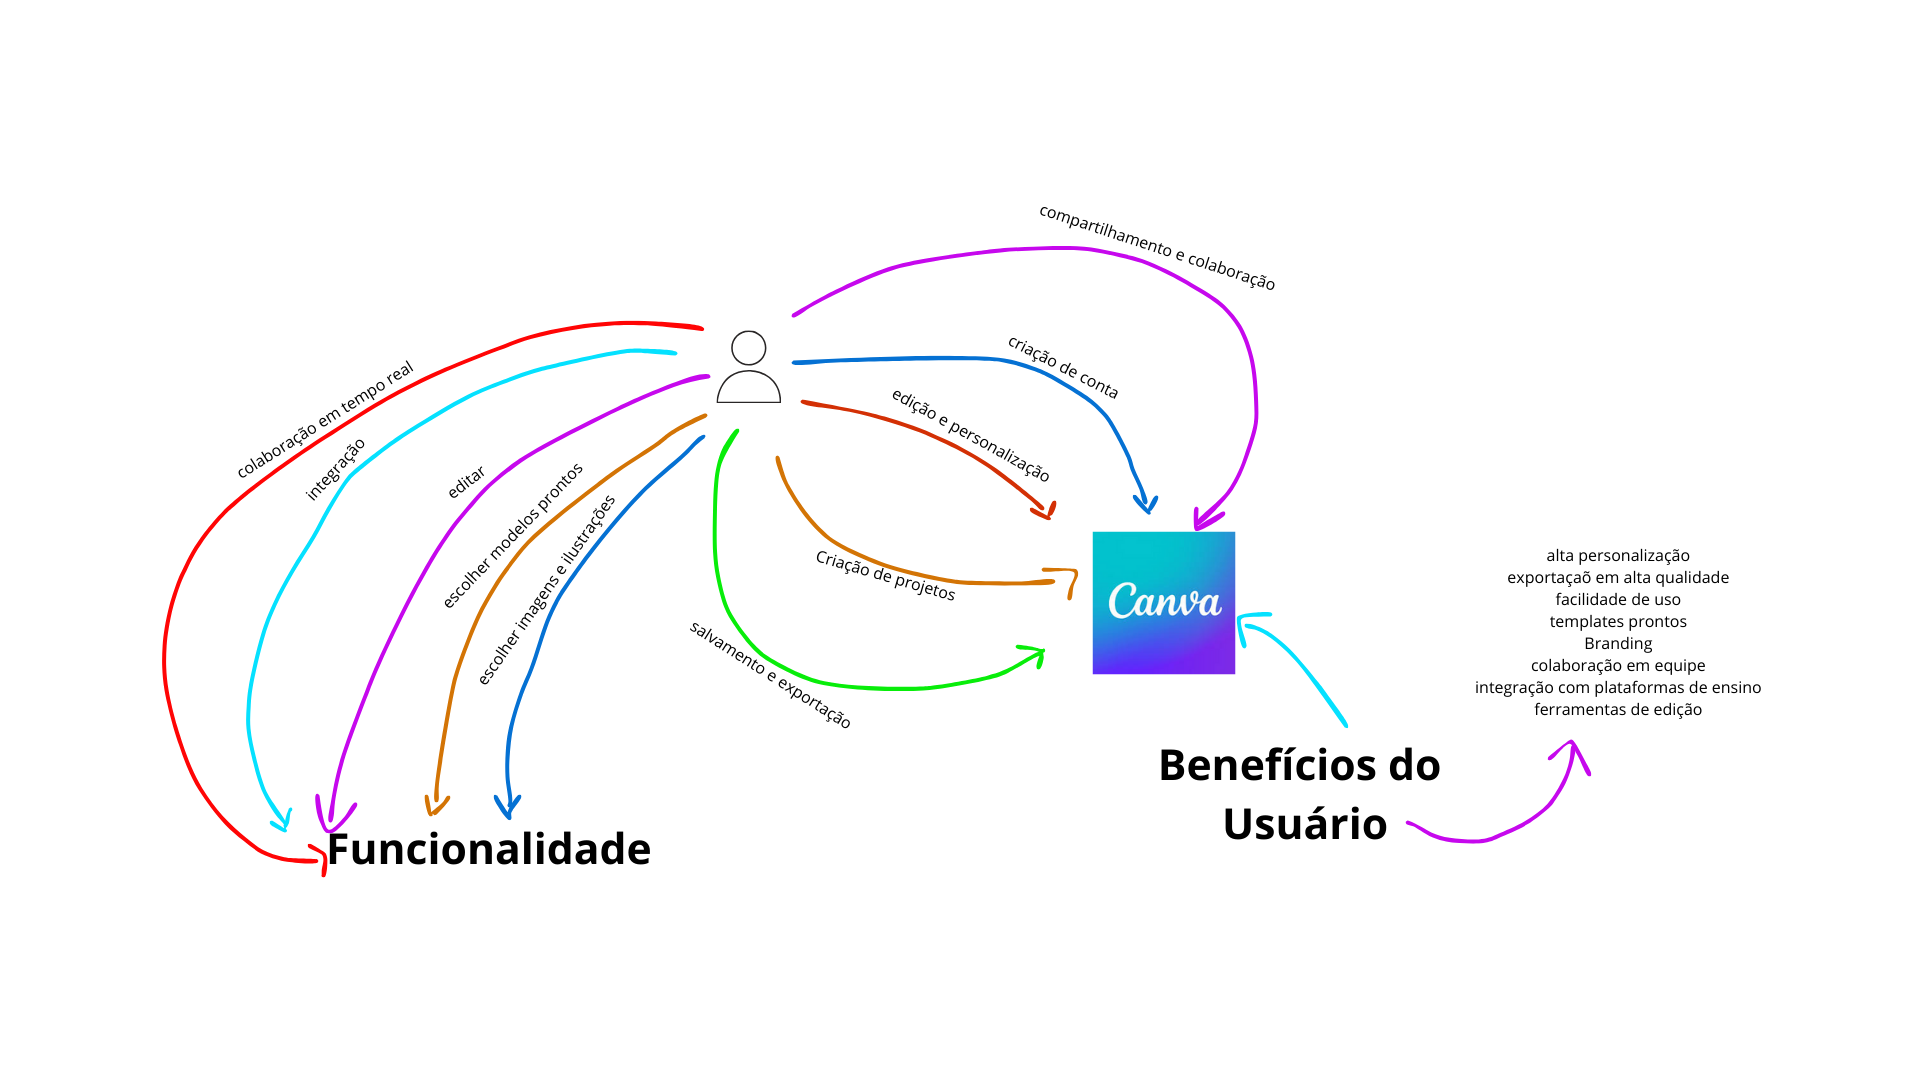 compartilhamento e colaboração
criação de conta
edição e personalização
colaboração em tempo real
integração
editar
escolher modelos prontos
escolher imagens e ilustrações
Criação de projetos
salvamento e exportação
Canva
alta personalização
exportaçaõ em alta qualidade
facilidade de uso
templates prontos
Branding
colaboração em equipe
integração com plataformas de ensino
ferramentas de edição
Benefícios do
Usuário
Funcionalidade